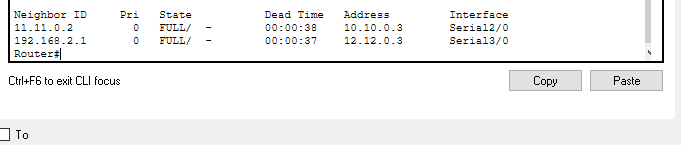 Neighbor ID     Pri   State           Dead Time   Address         Interface
11.11.0.2         0   FULL/  -        00:00:38    10.10.0.3       Serial2/0
192.168.2.1       0   FULL/  -        00:00:37    12.12.0.3       Serial3/0
Router#
Ctrl+F6 to exit CLI focus
Copy
Paste
To